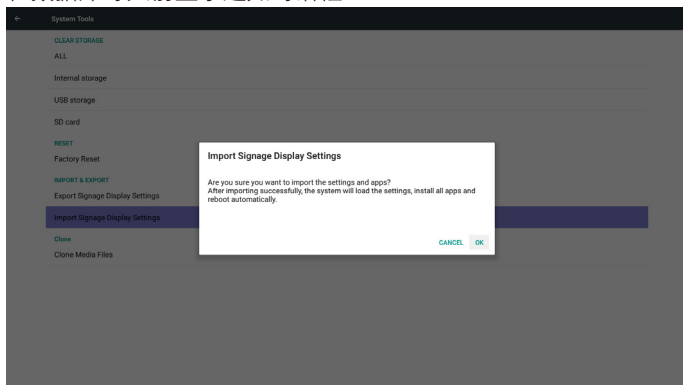 System Tools
CLEAR STORAGE
ALL
Internal storage
USB storage
SD card
RESET
Factory Reset
IMPORT & EXPORT
Export Signage Display Settings
Import Signage Display Settings
Clone
Clone Media Files
Import Signage Display Settings
Are you sure you want to import the settings and apps?
After importing successfully, the system will load the settings, install all apps and
reboot automatically.
CANCEL OK